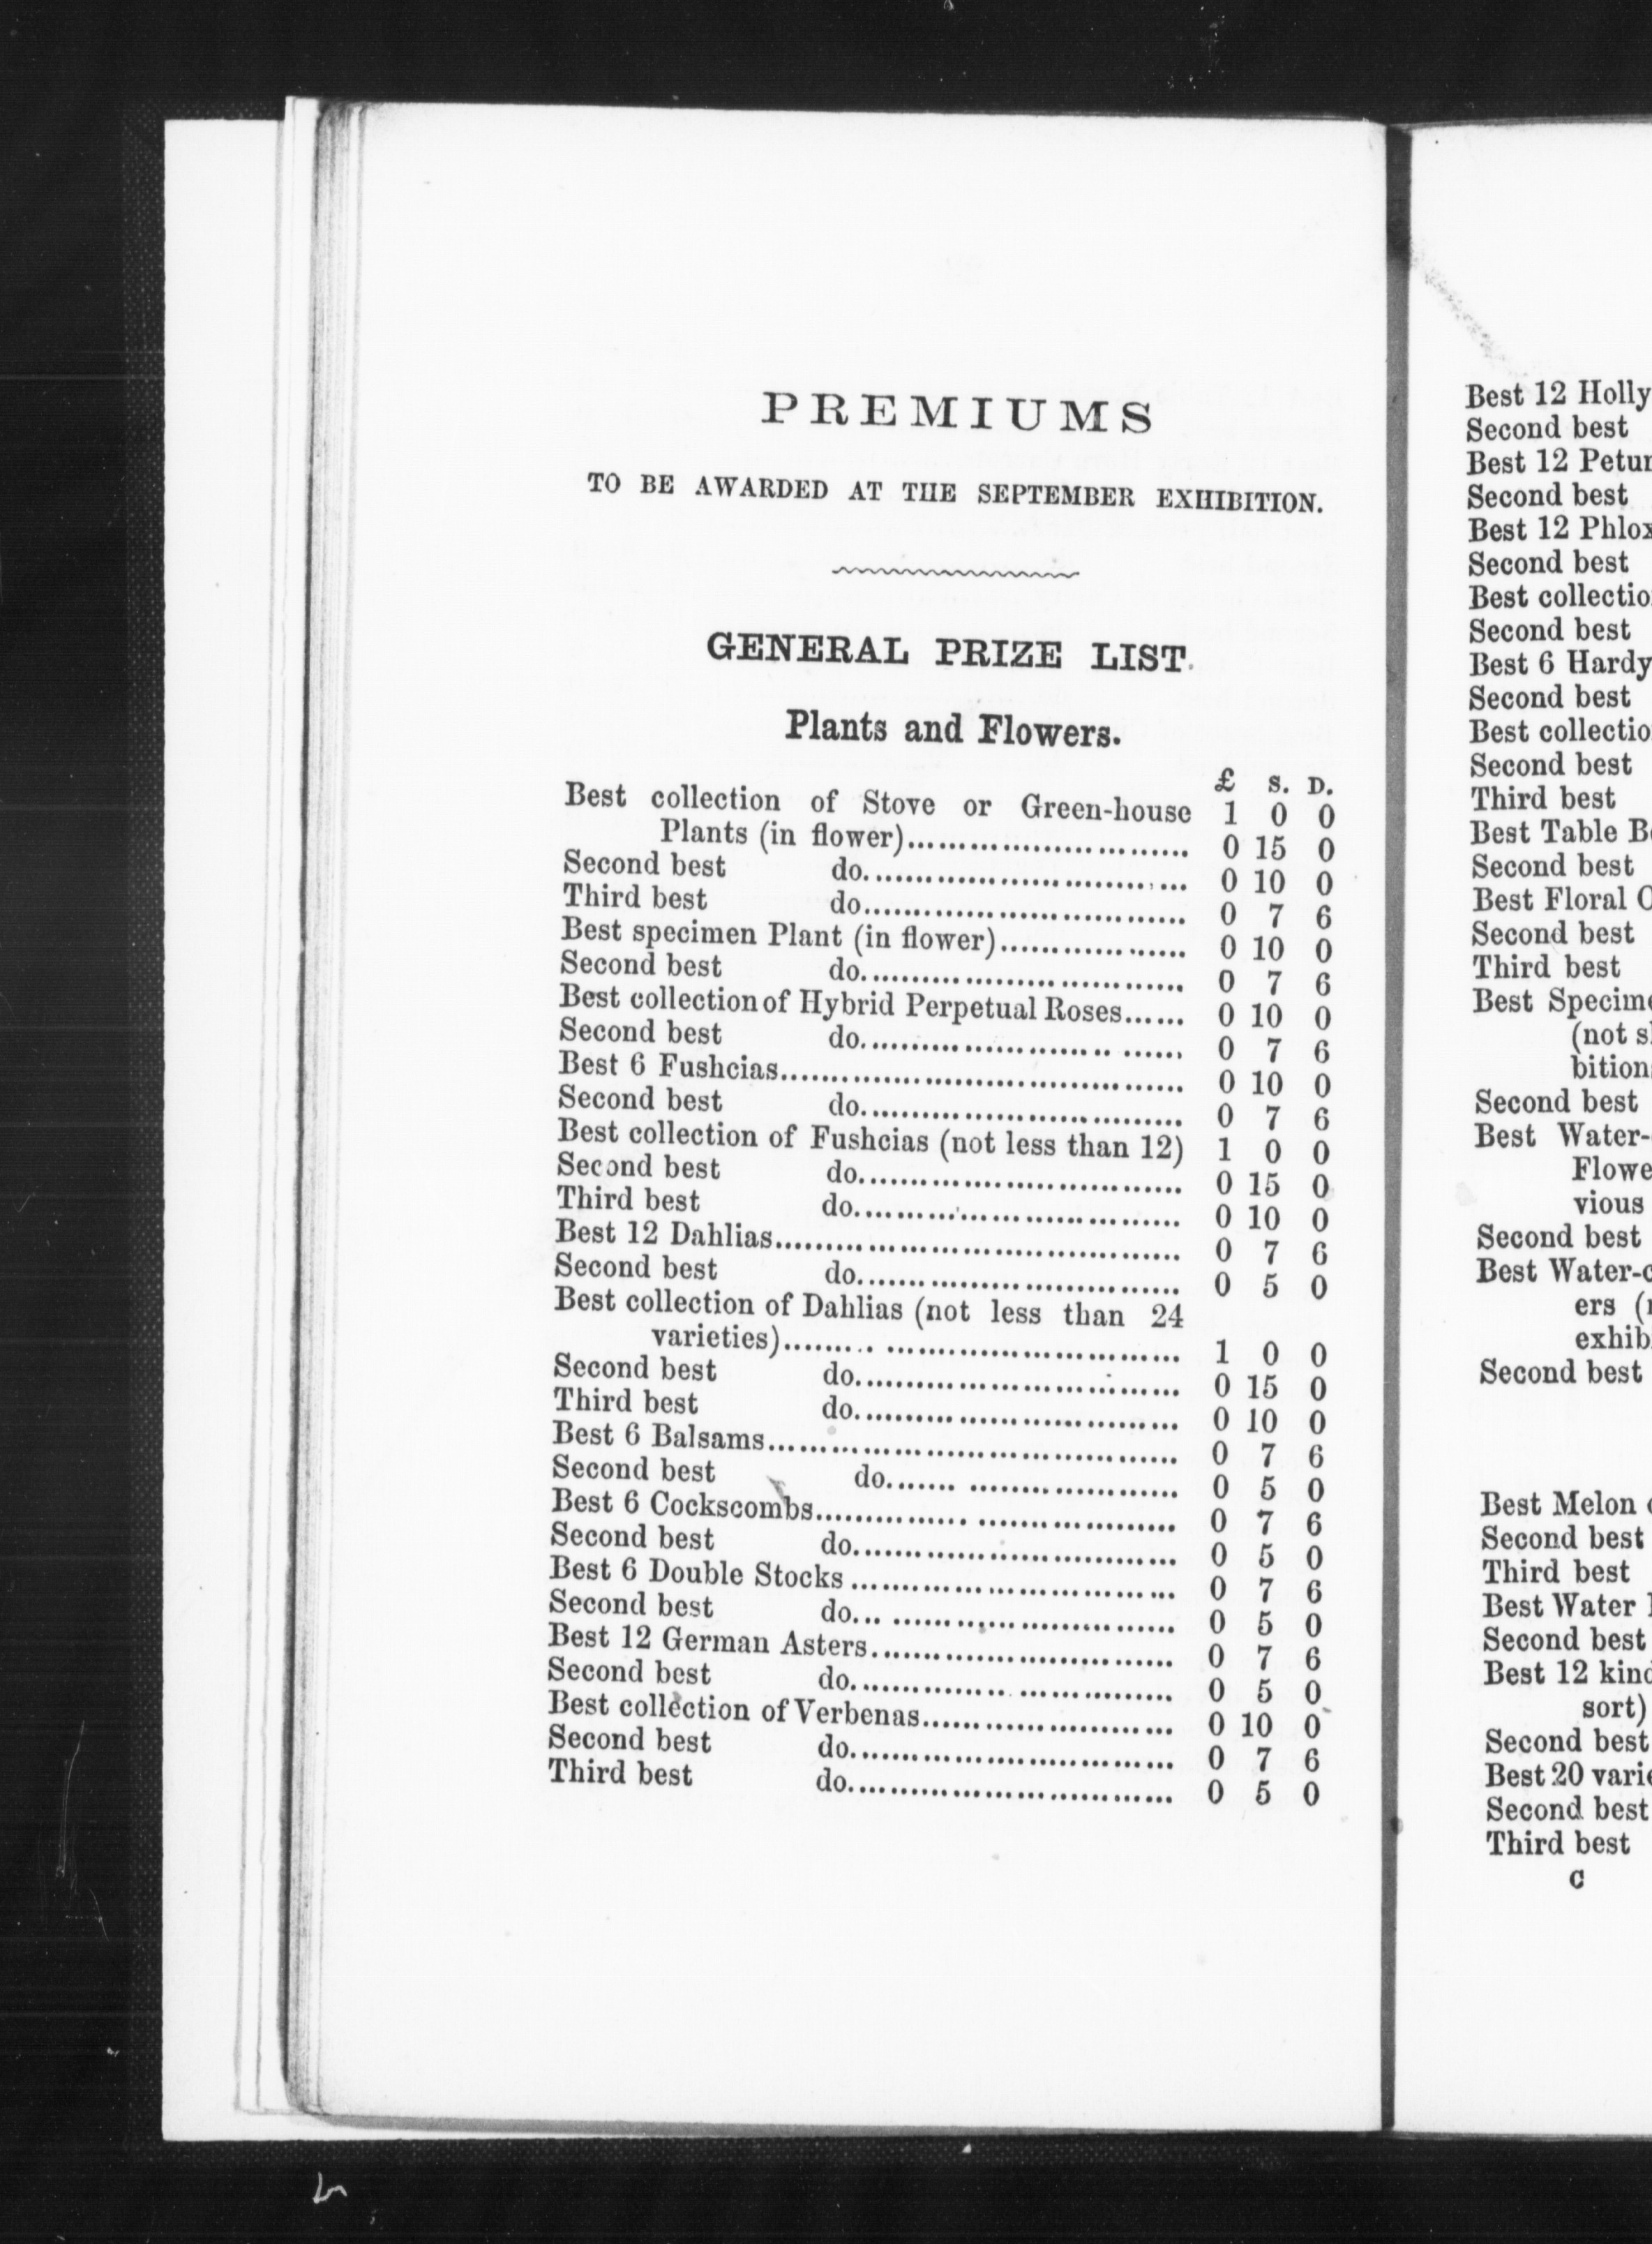 PREMIUMS
TO BE AWARDED AT THE SEPTEMBER EXHIBITION.
GENERAL PRIZE LIST.
Plants and Flowers.
£ S. D.
Best collection of Stove or Green-house 1 0 0
Plants (in flower)........................... 0 15 0
Second best do............................... 0 10 0
Third best do............................... 0 7 6
Best specimen Plant (in flower).................. 0 10 0
Second best do............................... 0 7 6
Best collection of Hybrid Perpetual Roses...... 0 10 0
Second best do............................... 0 7 6
Best 6 Fushcias....................................... 0 10 0
Second best do............................... 0 7 6
Best collection of Fushcias (not less than 12) 1 0 0
Second best do............................... 0 15 0
Third best do............................... 0 10 0
Best 12 Dahlias....................................... 0 7 6
Second best do............................... 0 5 0
Best collection of Dahlias (not less than 24
varieties)...................................... 1 0 0
Second best do............................... 0 15 0
Third best do............................... 0 10 0
Best 6 Balsams....................................... 0 7 6
Second best do............................ 0 5 0
Best 6 Cockscombs.................................. 0 7 6
Second best do............................... 0 5 0
Best 6 Double Stocks ............................... 0 7 6
Second best do............................... 0 5 0
Best 12 German Asters............................. 0 7 6
Second best do............................... 0 5 0
Best collection of Verbenas........................ 0 10 0
Second best do............................... 0 7 6
Third best do............................... 0 5 0
Best 12 Holly
Second best
Best 12 Petun
Second best
Best 12 Phlox
Second best
Best collectio
Second best
Best 6 Hardy
Second best
Best collectio
Second best
Third best
Best Table B
Second best
Best Floral
Second best
Third best
Best Specime
(not s
bition
Second best
Best Water-
Flowe
vious
Second best
Best Water-c
ers (
exhib
Second best
Best Melon
Second best
Third best
Best Water
Second best
Best 12 kind
sort)
Second best
Best 20 varie
Second best
Third best
C